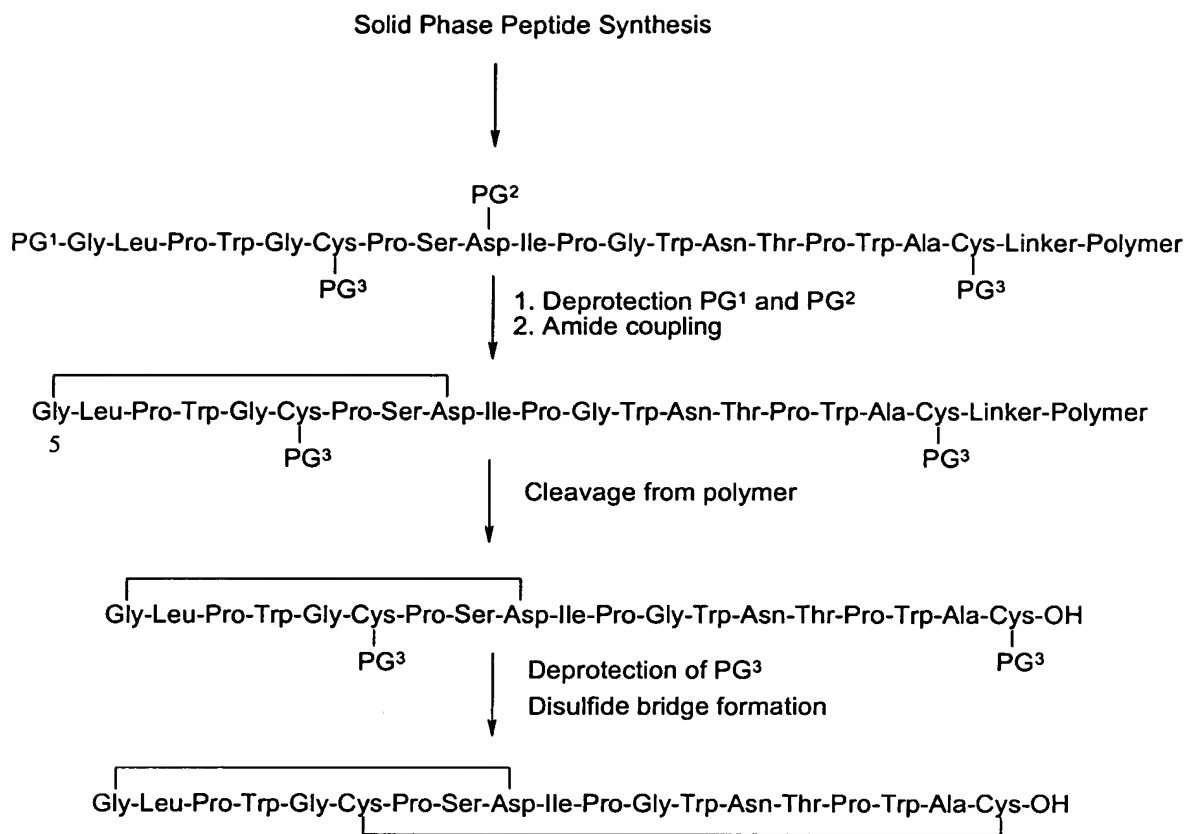 Solid Phase Peptide Synthesis
PG²
PG¹-Gly-Leu-Pro-Trp-Gly-Cys-Pro-Ser-Asp-Ile-Pro-Gly-Trp-Asn-Thr-Pro-Trp-Ala-Cys-Linker-Polymer
PG³ PG³
1. Deprotection PG¹ and PG²
2. Amide coupling
Gly-Leu-Pro-Trp-Gly-Cys-Pro-Ser-Asp-Ile-Pro-Gly-Trp-Asn-Thr-Pro-Trp-Ala-Cys-Linker-Polymer
5
PG³ PG³
Cleavage from polymer
Gly-Leu-Pro-Trp-Gly-Cys-Pro-Ser-Asp-Ile-Pro-Gly-Trp-Asn-Thr-Pro-Trp-Ala-Cys-OH
PG³ PG³
Deprotection of PG³
Disulfide bridge formation
Gly-Leu-Pro-Trp-Gly-Cys-Pro-Ser-Asp-Ile-Pro-Gly-Trp-Asn-Thr-Pro-Trp-Ala-Cys-OH